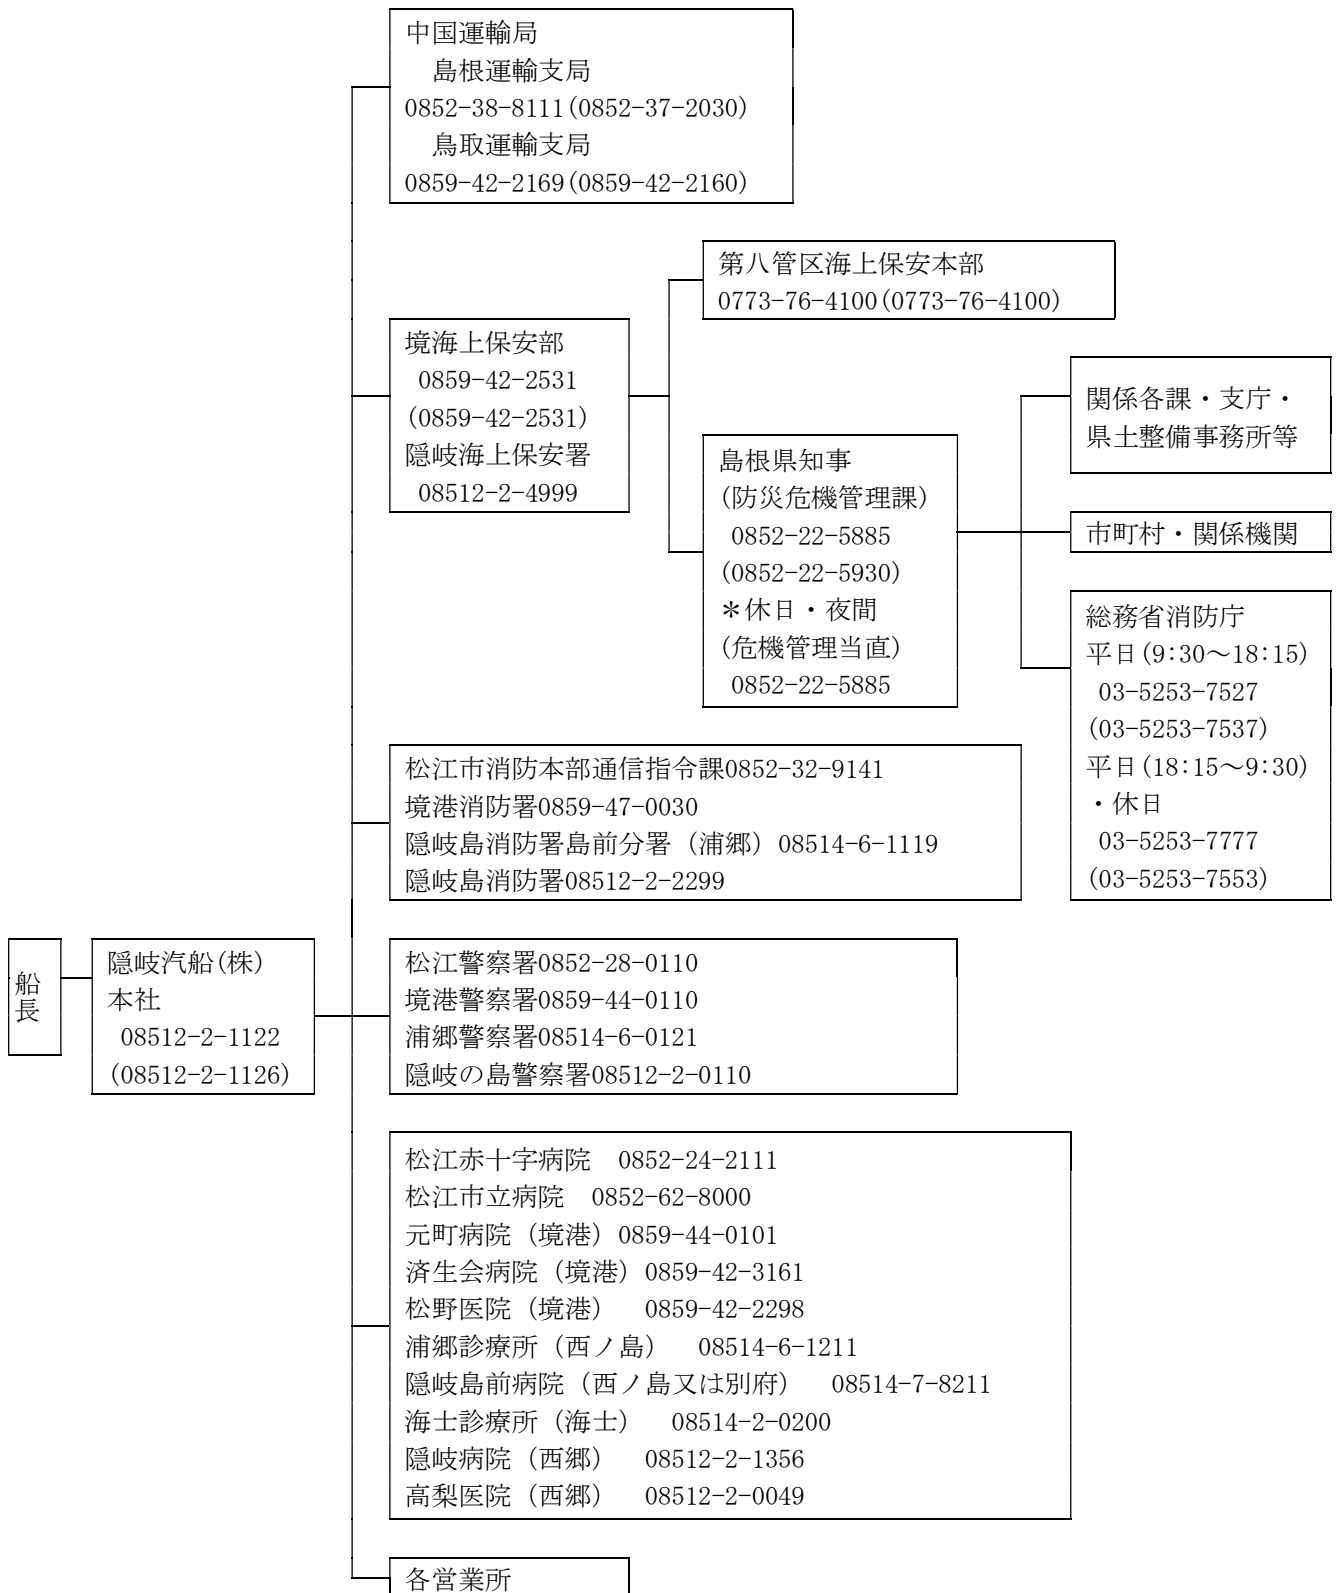 中国運輸局
島根運輸支局
0852-38-8111(0852-37-2030)
鳥取運輸支局
0859-42-2169(0859-42-2160)
第八管区海上保安本部
0773-76-4100(0773-76-4100)
境海上保安部
0859-42-2531
(0859-42-2531)
隠岐海上保安署
08512-2-4999
島根県知事
(防災危機管理課)
0852-22-5885
(0852-22-5930)
＊休日・夜間
(危機管理当直)
0852-22-5885
関係各課・支庁・
県土整備事務所等
市町村・関係機関
総務省消防庁
平日(9:30～18:15)
03-5253-7527
(03-5253-7537)
平日(18:15～9:30)
・休日
03-5253-7777
(03-5253-7553)
松江市消防本部通信指令課0852-32-9141
境港消防署0859-47-0030
隠岐島消防署島前分署（浦郷）08514-6-1119
隠岐島消防署08512-2-2299
船長
隠岐汽船(株)
本社
08512-2-1122
(08512-2-1126)
松江警察署0852-28-0110
境港警察署0859-44-0110
浦郷警察署08514-6-0121
隠岐の島警察署08512-2-0110
松江赤十字病院　0852-24-2111
松江市立病院　0852-62-8000
元町病院（境港）0859-44-0101
済生会病院（境港）0859-42-3161
松野医院（境港）　0859-42-2298
浦郷診療所（西ノ島）　08514-6-1211
隠岐島前病院（西ノ島又は別府）　08514-7-8211
海士診療所（海士）　08514-2-0200
隠岐病院（西郷）　08512-2-1356
高梨医院（西郷）　08512-2-0049
各営業所